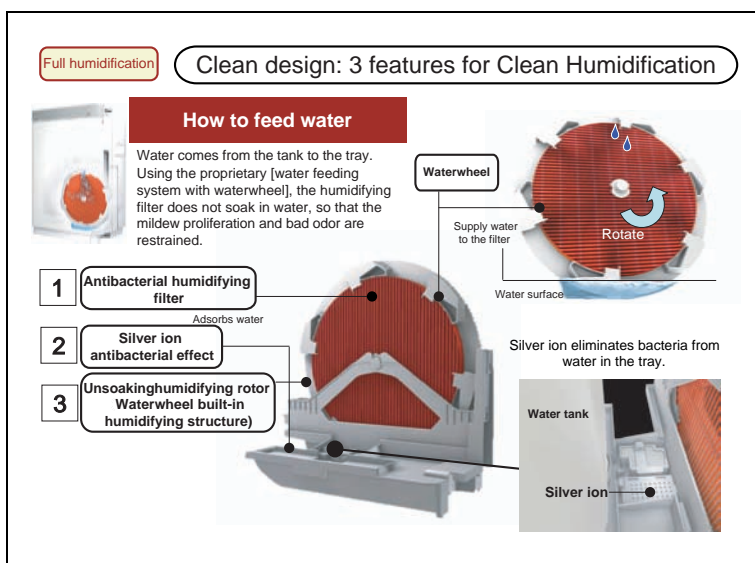 Full humidification
Clean design: 3 features for Clean Humidification
How to feed water
Water comes from the tank to the tray.
Using the proprietary [water feeding
system with waterwheel], the humidifying
filter does not soak in water, so that the
mildew proliferation and bad odor are
restrained.
Waterwheel
Supply water
to the filter
Rotate
Water surface
1
Antibacterial humidifying
filter
Adsorbs water
2
Silver ion
antibacterial effect
3
Unsoakinghumidifying rotor
Waterwheel built-in
humidifying structure)
Silver ion eliminates bacteria from
water in the tray.
Water tank
Silver ion